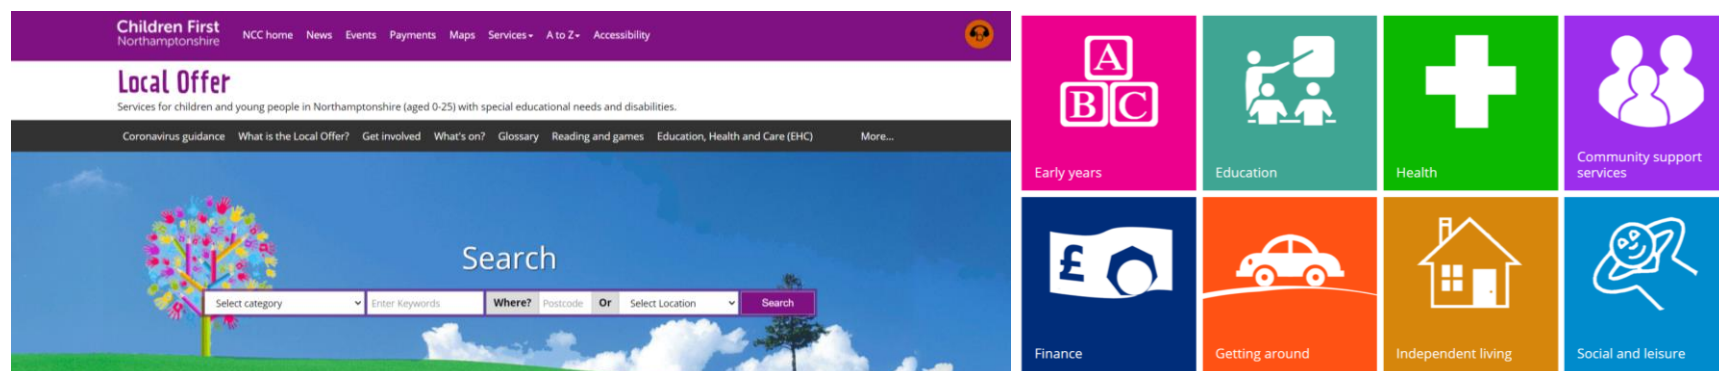 Children First
Northamptonshire
NCC home News Events Payments Maps Services A to Z Accessibility
Local Offer
Services for children and young people in Northamptonshire (aged 0-25) with special educational needs and disabilities.
Coronavirus guidance What is the Local Offer? Get involved What's on? Glossary Reading and games Education, Health and Care (EHC) More...
Search
Select category Enter Keywords Where? Postcode Or Select Location Search
A
B C
Early years
Education
Health
Community support
services
£
Finance
Getting around
Independent living
Social and leisure